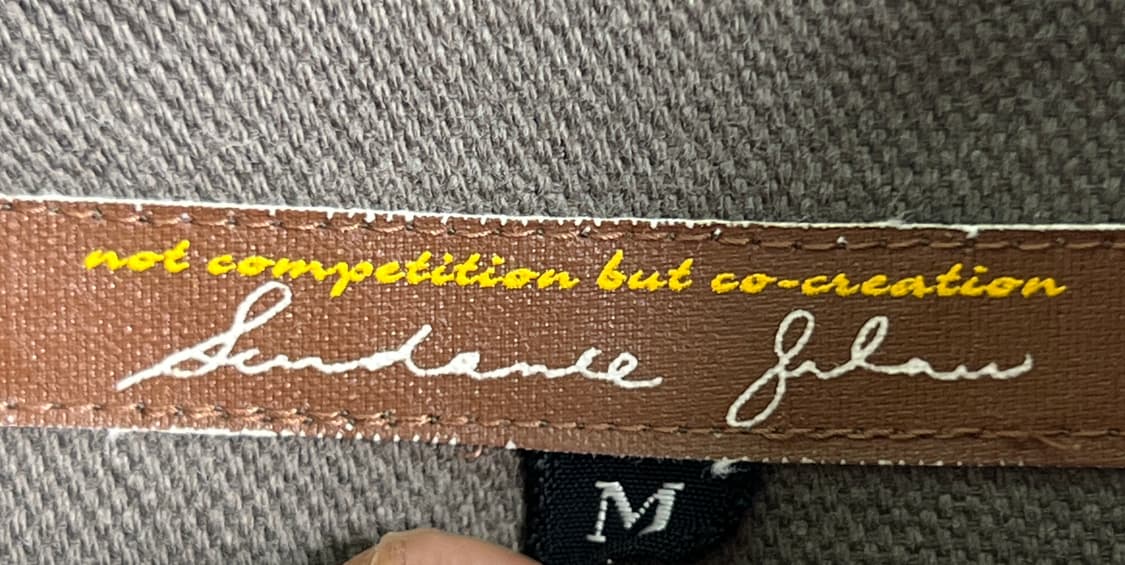 not competition but co-creation
Sundance
M